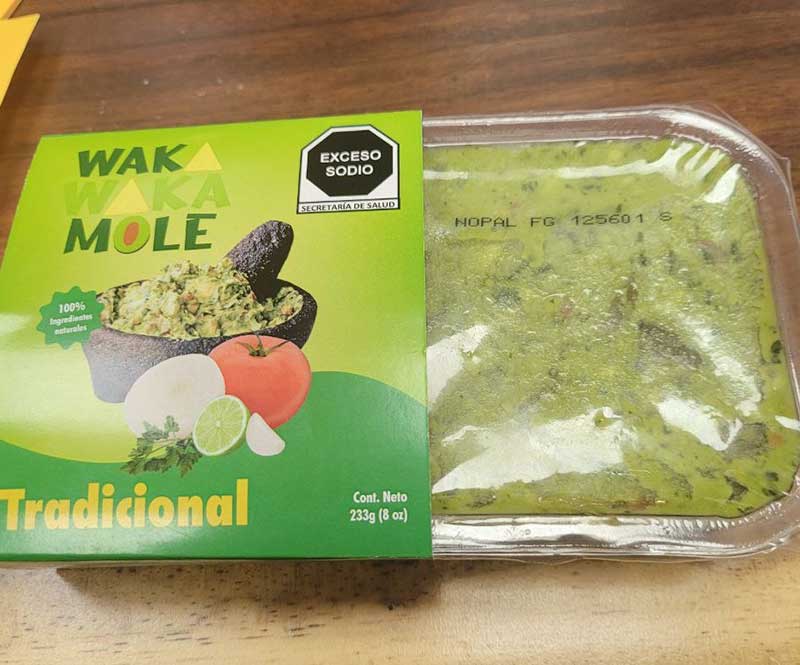 WAKA
WAKA
MOLE
EXCESO
SODIO
SECRETARÍA DE SALUD
100%
Ingredientes
naturales
Tradicional
Cont. Neto
233g (8 oz)
NOPAL FG 125601 S